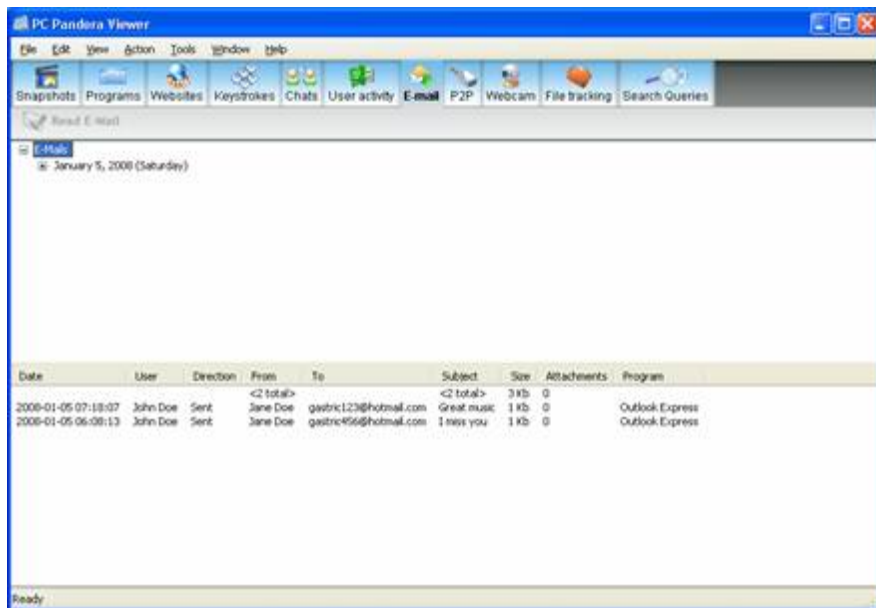 PC Pandora Viewer
File Edit View Action Tools Window Help
Snapshots Programs Websites Keystrokes Chats User activity E-mail P2P Webcam File tracking Search Queries
Read E-Mail
E-Mails
January 5, 2008 (Saturday)
Date User Direction From To Subject Size Attachments Program
<2 total> <2 total> 3 Kb 0
2008-01-05 07:18:07 John Doe Sent Jane Doe gastric123@hotmail.com Great music 1 Kb 0 Outlook Express
2008-01-05 06:08:13 John Doe Sent Jane Doe gastric456@hotmail.com I miss you 1 Kb 0 Outlook Express
Ready